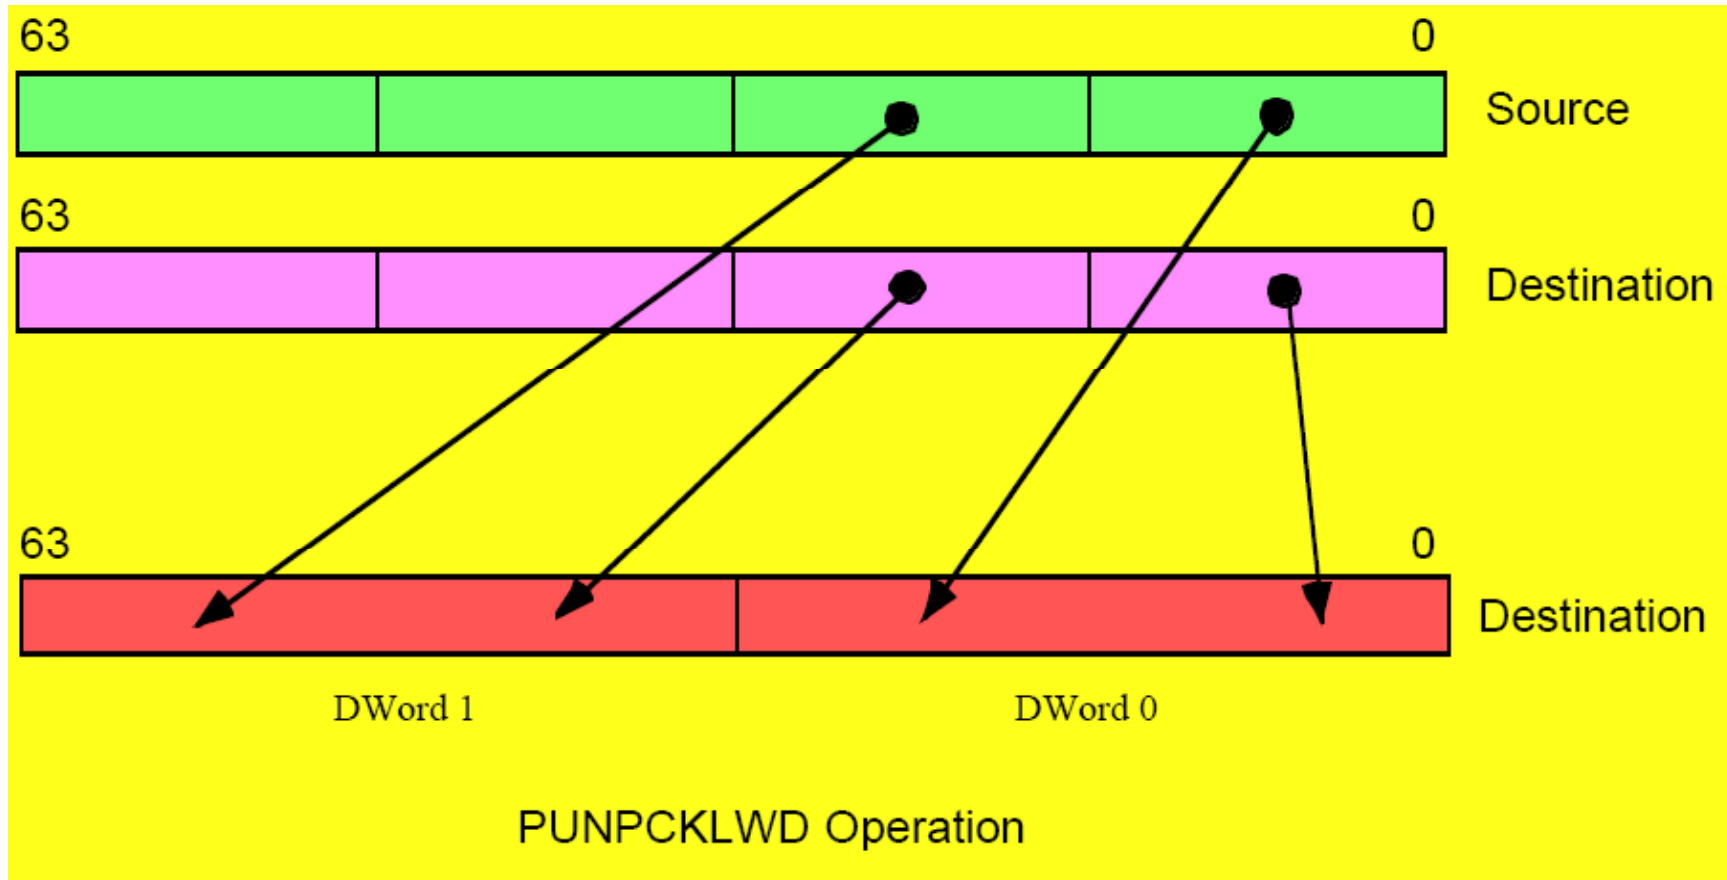 63 0
Source
63 0
Destination
63 0
Destination
DWord 1 DWord 0
PUNPCKLWD Operation